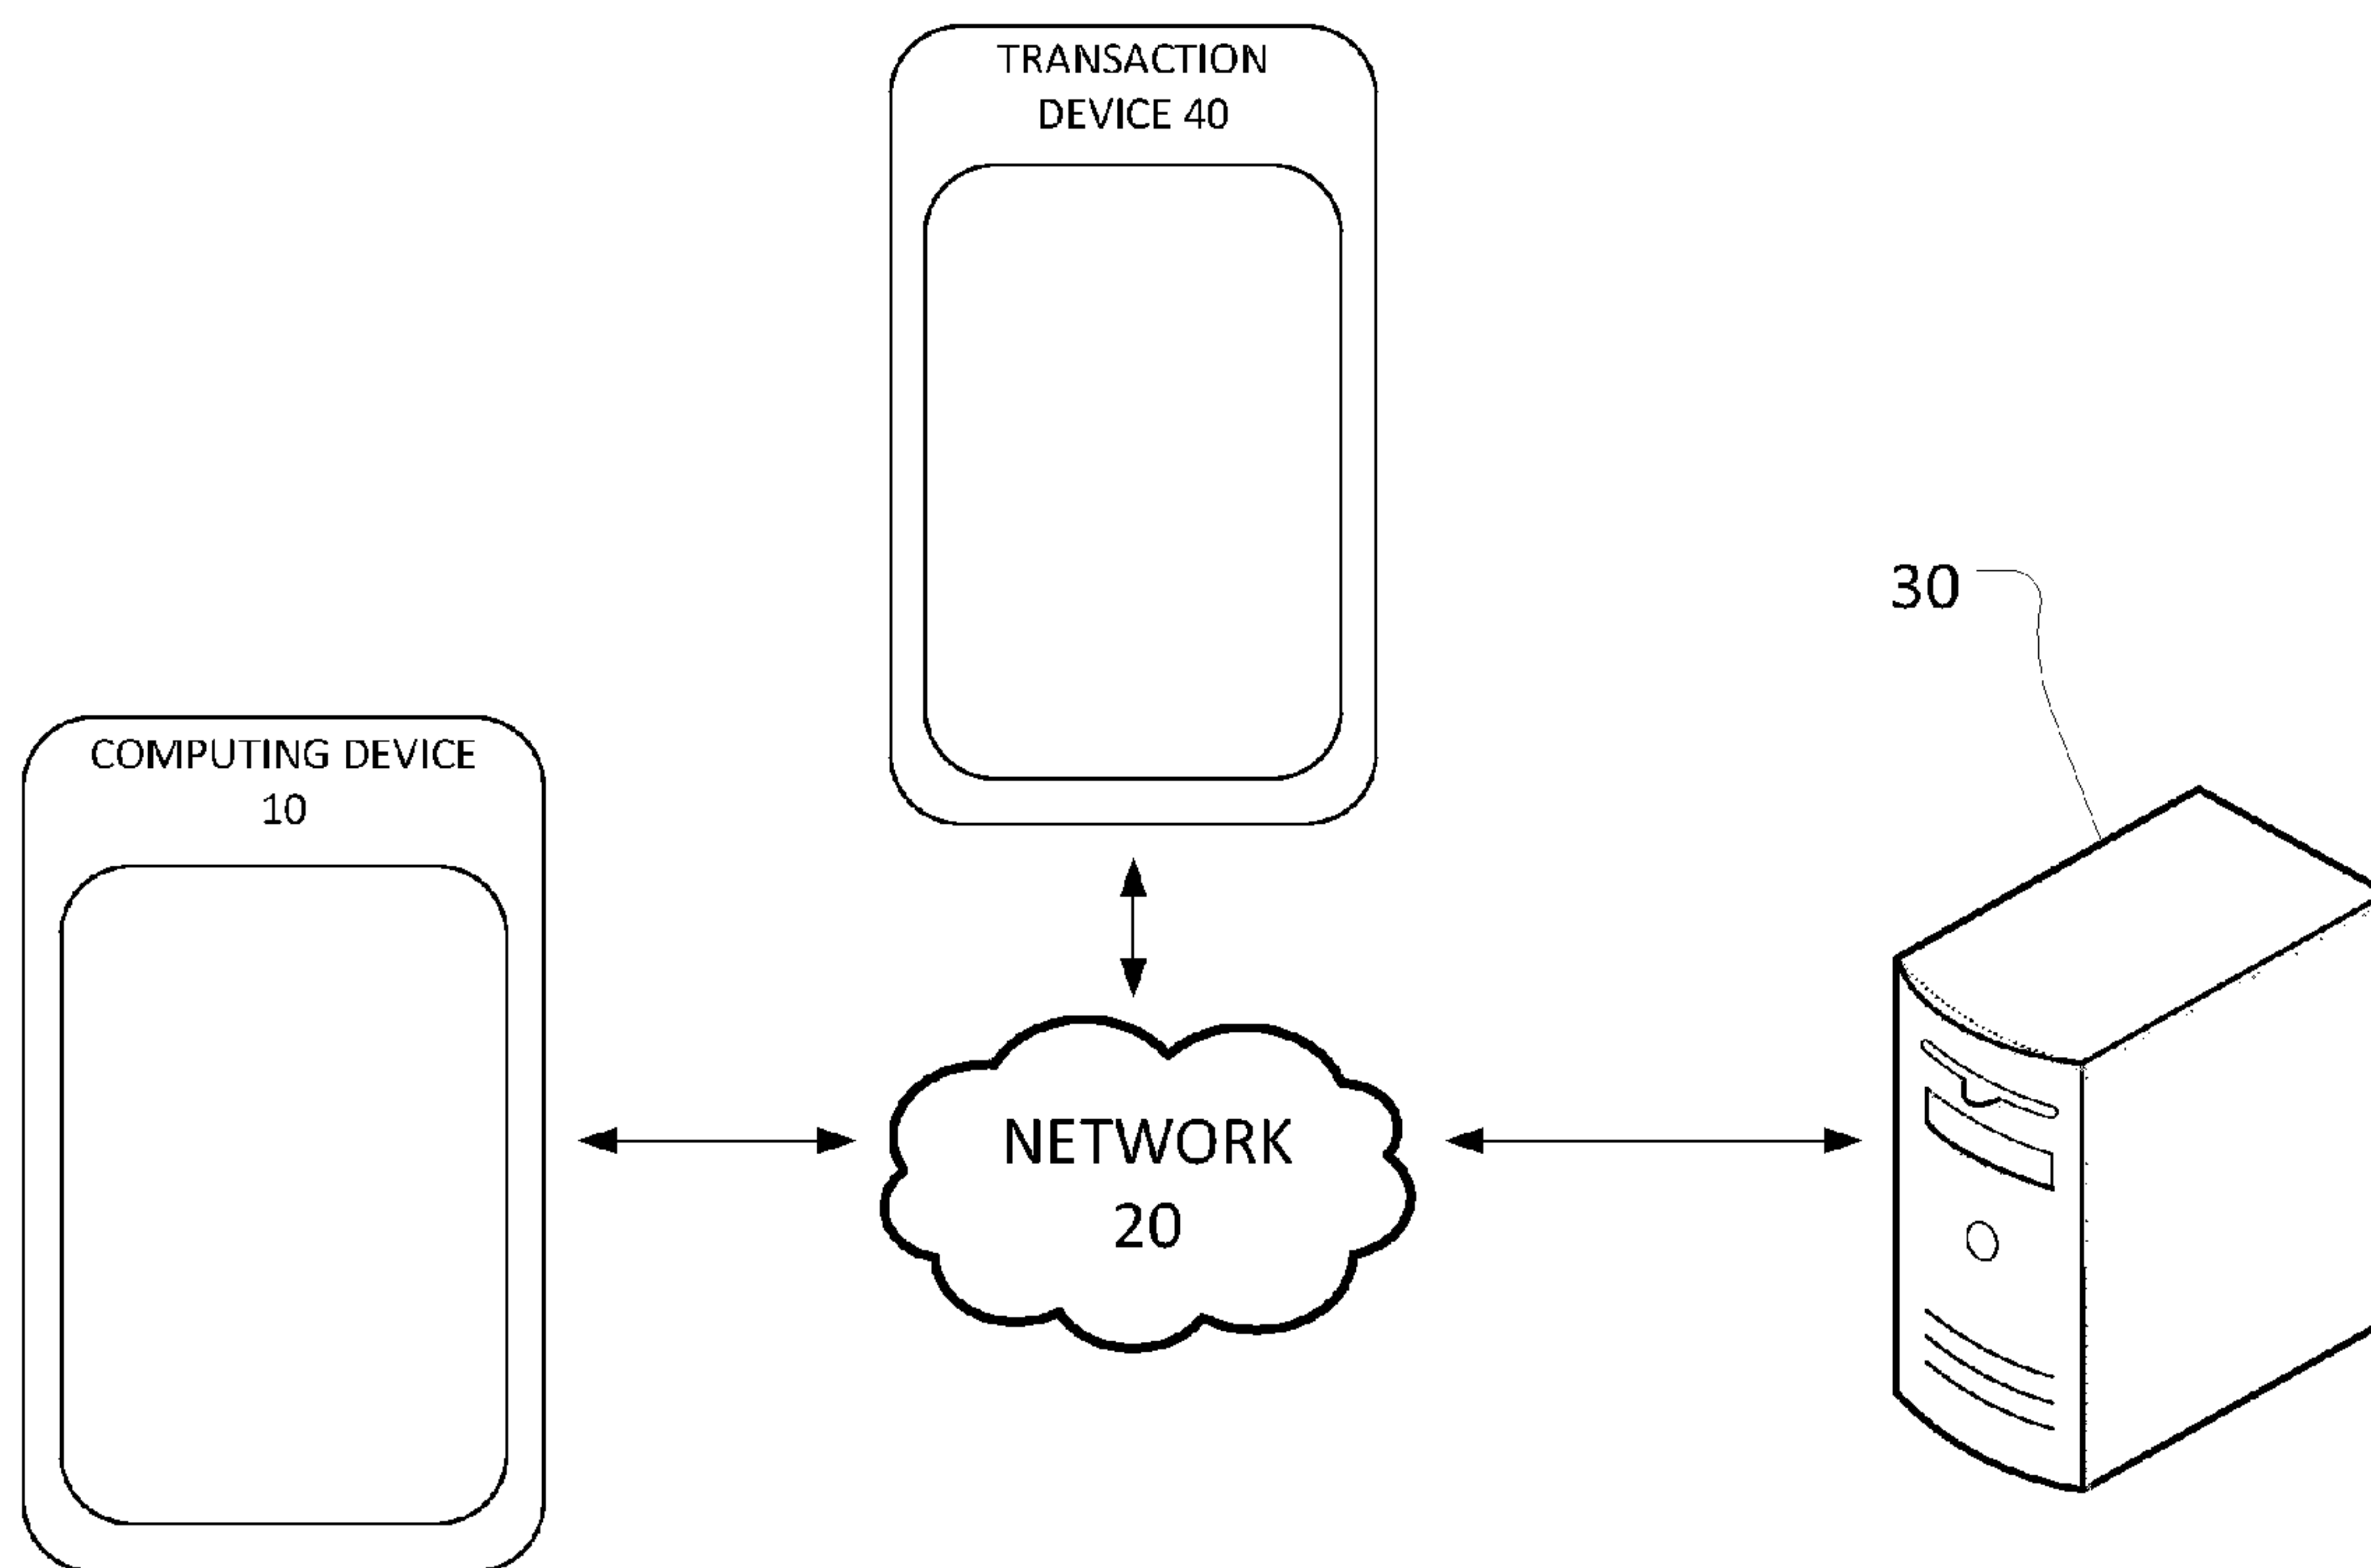 TRANSACTION
DEVICE 40
30
COMPUTING DEVICE
10
NETWORK
20